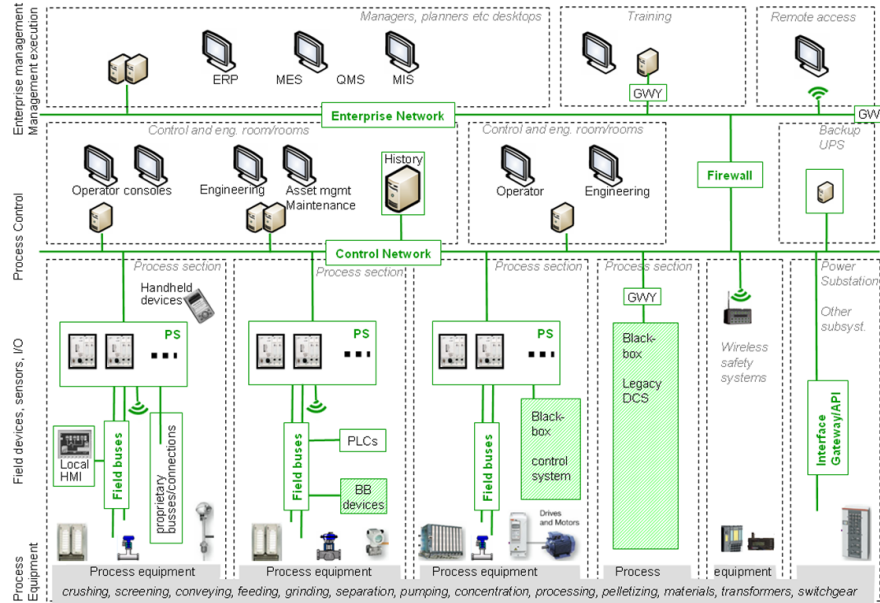 Managers, planners etc desktops
Training
Remote access
Enterprise management
Management execution
ERP
MES
QMS
MIS
GWY
Enterprise Network
Control and eng. room/rooms
Control and eng. room/rooms
Backup
UPS
Operator consoles
Engineering
Asset mgmt
Maintenance
History
Operator
Engineering
Firewall
Process Control
Control Network
Process section
Process section
Process section
Process section
Power
Substation
Other
subsyst.
Handheld
devices
GWY
PS
PS
PS
Black-
box
Legacy
DCS
Wireless
safety
systems
Field devices, sensors, I/O
Local
HMI
Field buses
proprietary
busses/connections
Field buses
PLCs
BB
devices
Field buses
Black-
box
control
system
Interface
Gateway/API
Drives
and Motors
Process
Equipment
Process equipment
Process equipment
Process equipment
Process
equipment
crushing, screening, conveying, feeding, grinding, separation, pumping, concentration, processing, pelletizing, materials, transformers, switchgear